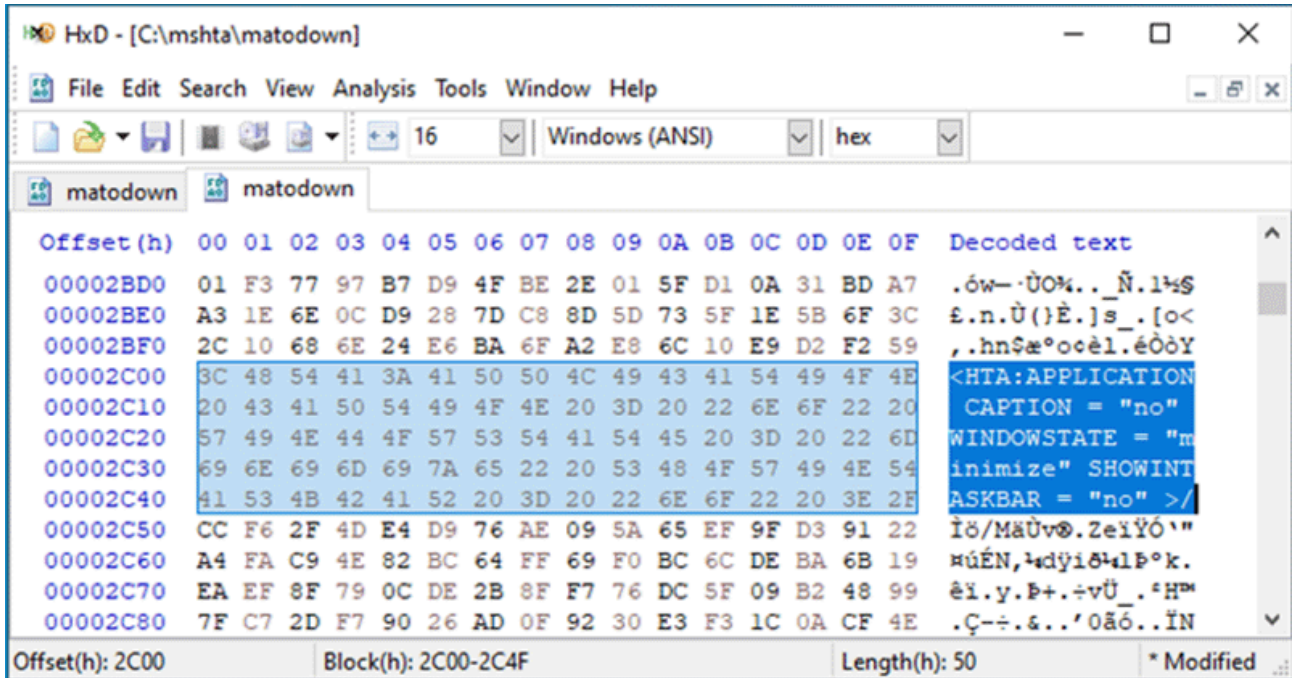 HxD - [C:\mshta\matodown]
File Edit Search View Analysis Tools Window Help
16 Windows (ANSI) hex
matodown matodown
Offset(h) 00 01 02 03 04 05 06 07 08 09 0A 0B 0C 0D 0E 0F Decoded text
00002BD0 01 F3 77 97 B7 D9 4F BE 2E 01 5F D1 0A 31 BD A7 .ów—·ÙO¾.._Ñ.1½§
00002BE0 A3 1E 6E 0C D9 28 7D C8 8D 5D 73 5F 1E 5B 6F 3C £.n.Ù(}È.]s_.[o<
00002BF0 2C 10 68 6E 24 E6 BA 6F A2 E8 6C 10 E9 D2 F2 59 ,.hn$æºo¢èl.éÒòY
00002C00 3C 48 54 41 3A 41 50 50 4C 49 43 41 54 49 4F 4E <HTA:APPLICATION
00002C10 20 43 41 50 54 49 4F 4E 20 3D 20 22 6E 6F 22 20 CAPTION = "no"
00002C20 57 49 4E 44 4F 57 53 54 41 54 45 20 3D 20 22 6D WINDOWSTATE = "m
00002C30 69 6E 69 6D 69 7A 65 22 20 53 48 4F 57 49 4E 54 inimize" SHOWINT
00002C40 41 53 4B 42 41 52 20 3D 20 22 6E 6F 22 20 3E 2F ASKBAR = "no" >/
00002C50 CC F6 2F 4D E4 D9 76 AE 09 5A 65 EF 9F D3 91 22 Ìö/MäÙv®.ZeïŸÓ‘"
00002C60 A4 FA C9 4E 82 BC 64 FF 69 F0 BC 6C DE BA 6B 19 ¤úÉN‚¼dÿið¼lÞºk.
00002C70 EA EF 8F 79 0C DE 2B 8F F7 76 DC 5F 09 B2 48 99 êï.y.Þ+.÷vÜ_.²H™
00002C80 7F C7 2D F7 90 26 AD 0F 92 30 E3 F3 1C 0A CF 4E .Ç-÷.&..’0ãó..ÏN
Offset(h): 2C00 Block(h): 2C00-2C4F Length(h): 50 * Modified